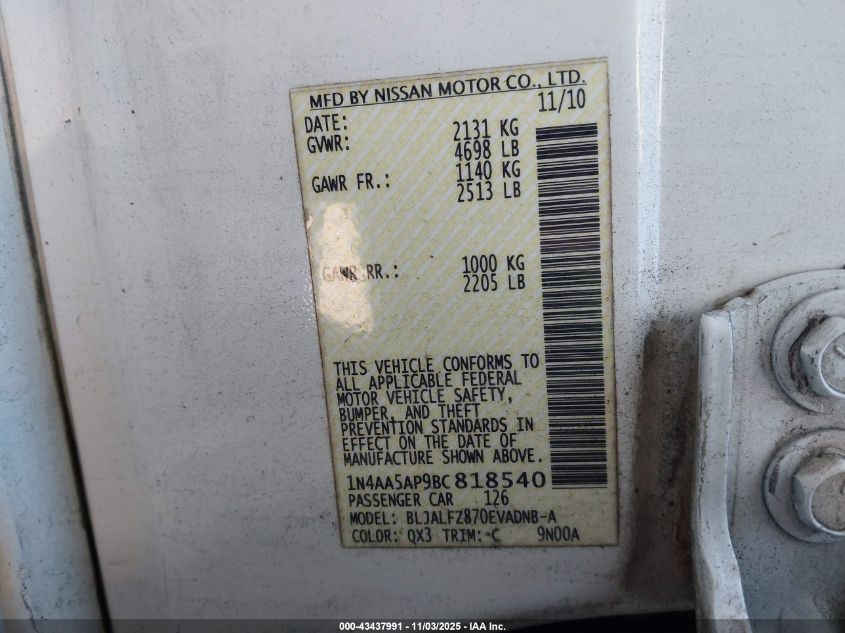 MFD BY NISSAN MOTOR CO., LTD.
DATE: 11/10
GVWR: 2131 KG
4698 LB
GAWR FR.: 1140 KG
2513 LB
GAWR RR.: 1000 KG
2205 LB
THIS VEHICLE CONFORMS TO
ALL APPLICABLE FEDERAL
MOTOR VEHICLE SAFETY,
BUMPER, AND THEFT
PREVENTION STANDARDS IN
EFFECT ON THE DATE OF
MANUFACTURE SHOWN ABOVE.
1N4AA5AP9BC818540
PASSENGER CAR 126
MODEL: BLJALFZ870EVADNB-A
COLOR: QX3 TRIM: C 9N00A
000-43437991 - 11/03/2025 - IAA Inc.